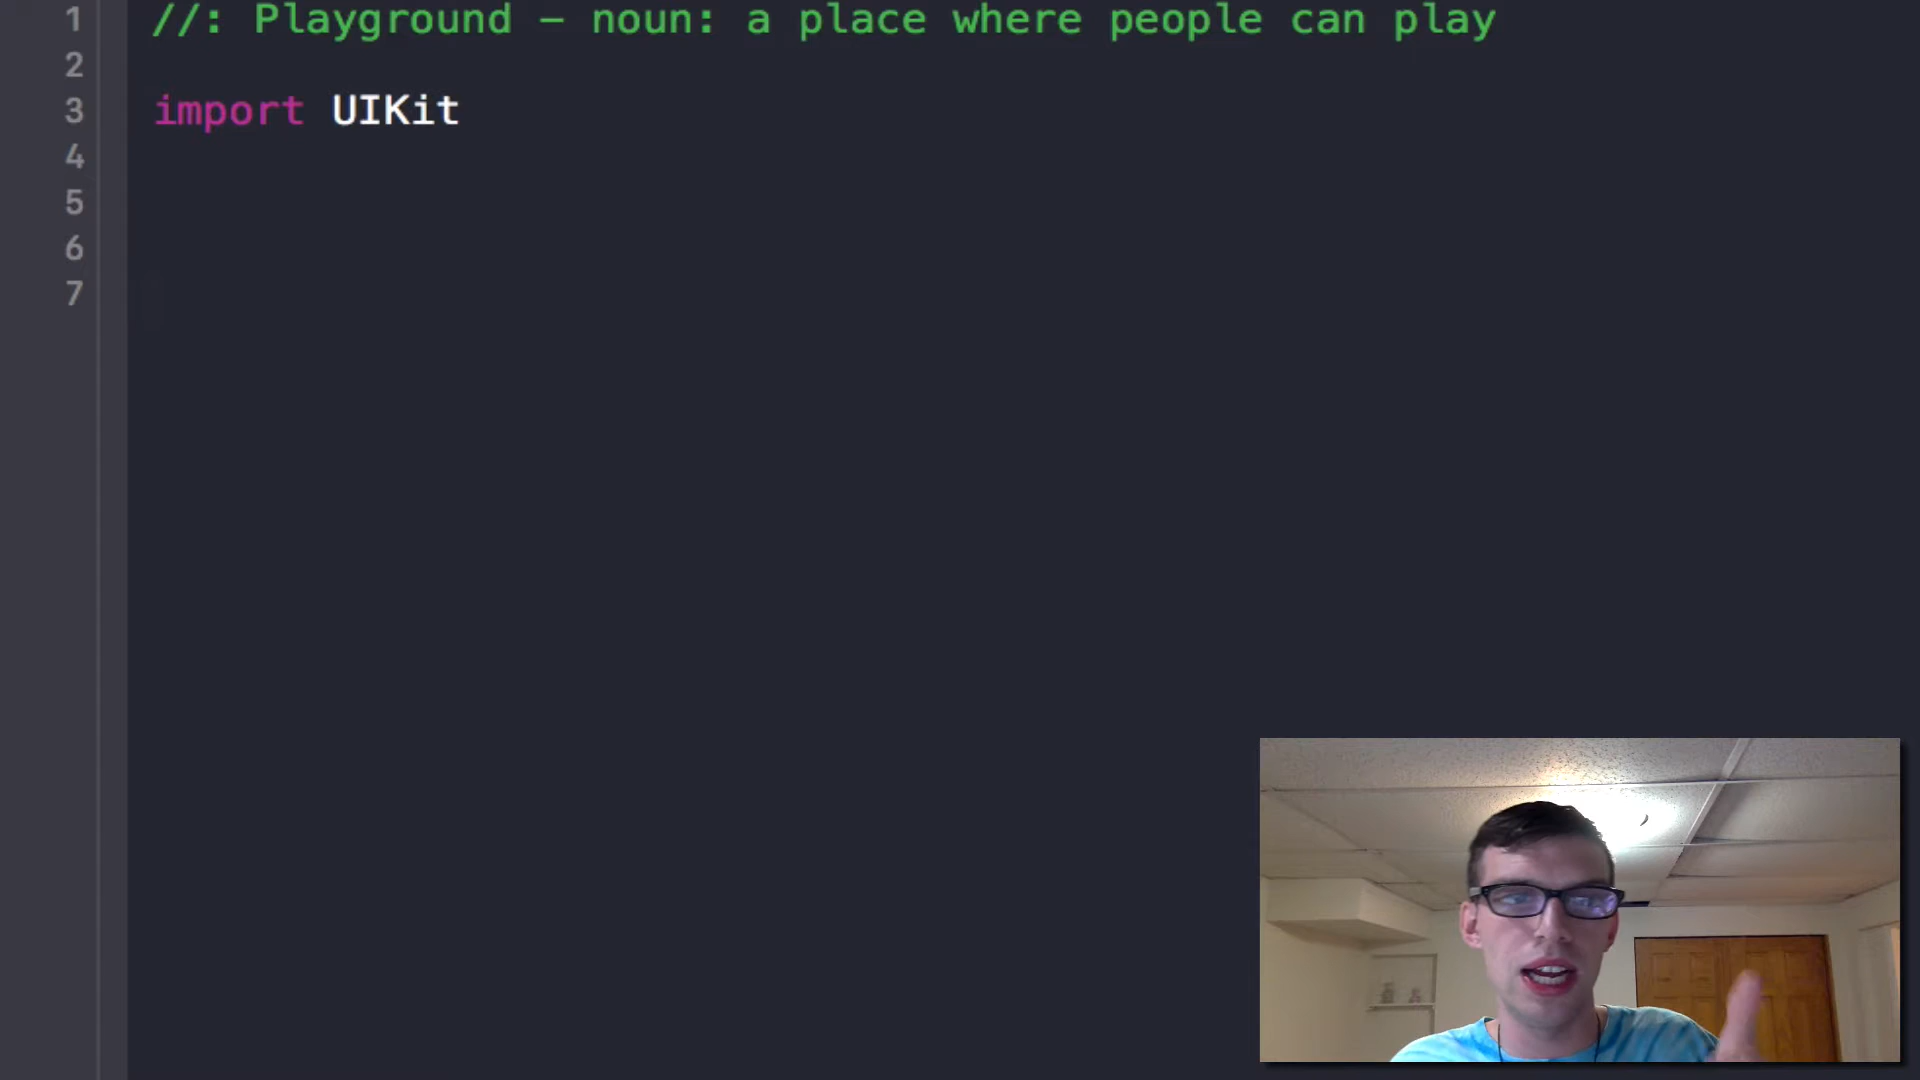 1 //: Playground – noun: a place where people can play
2
3 import UIKit
4
5
6
7